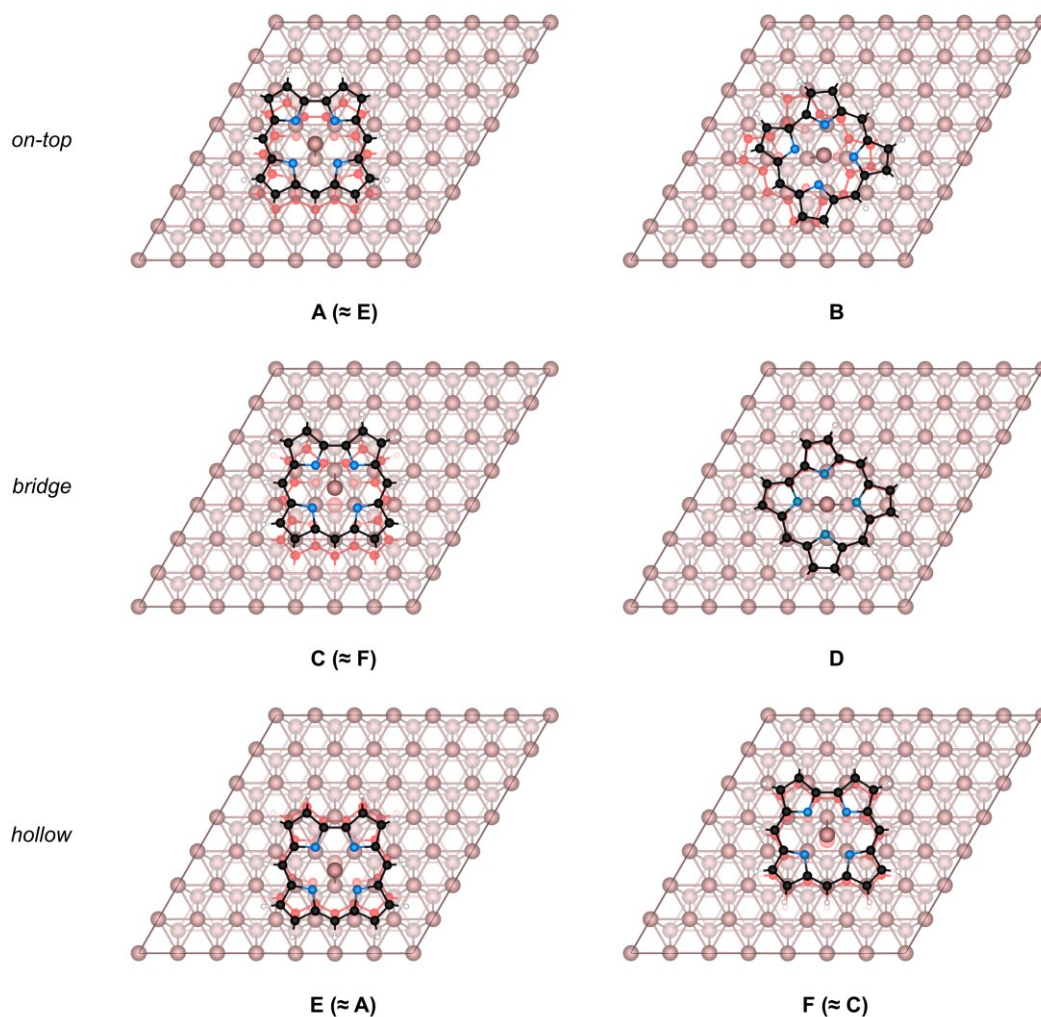 on-top
A (≈ E)
B
bridge
C (≈ F)
D
hollow
E (≈ A)
F (≈ C)